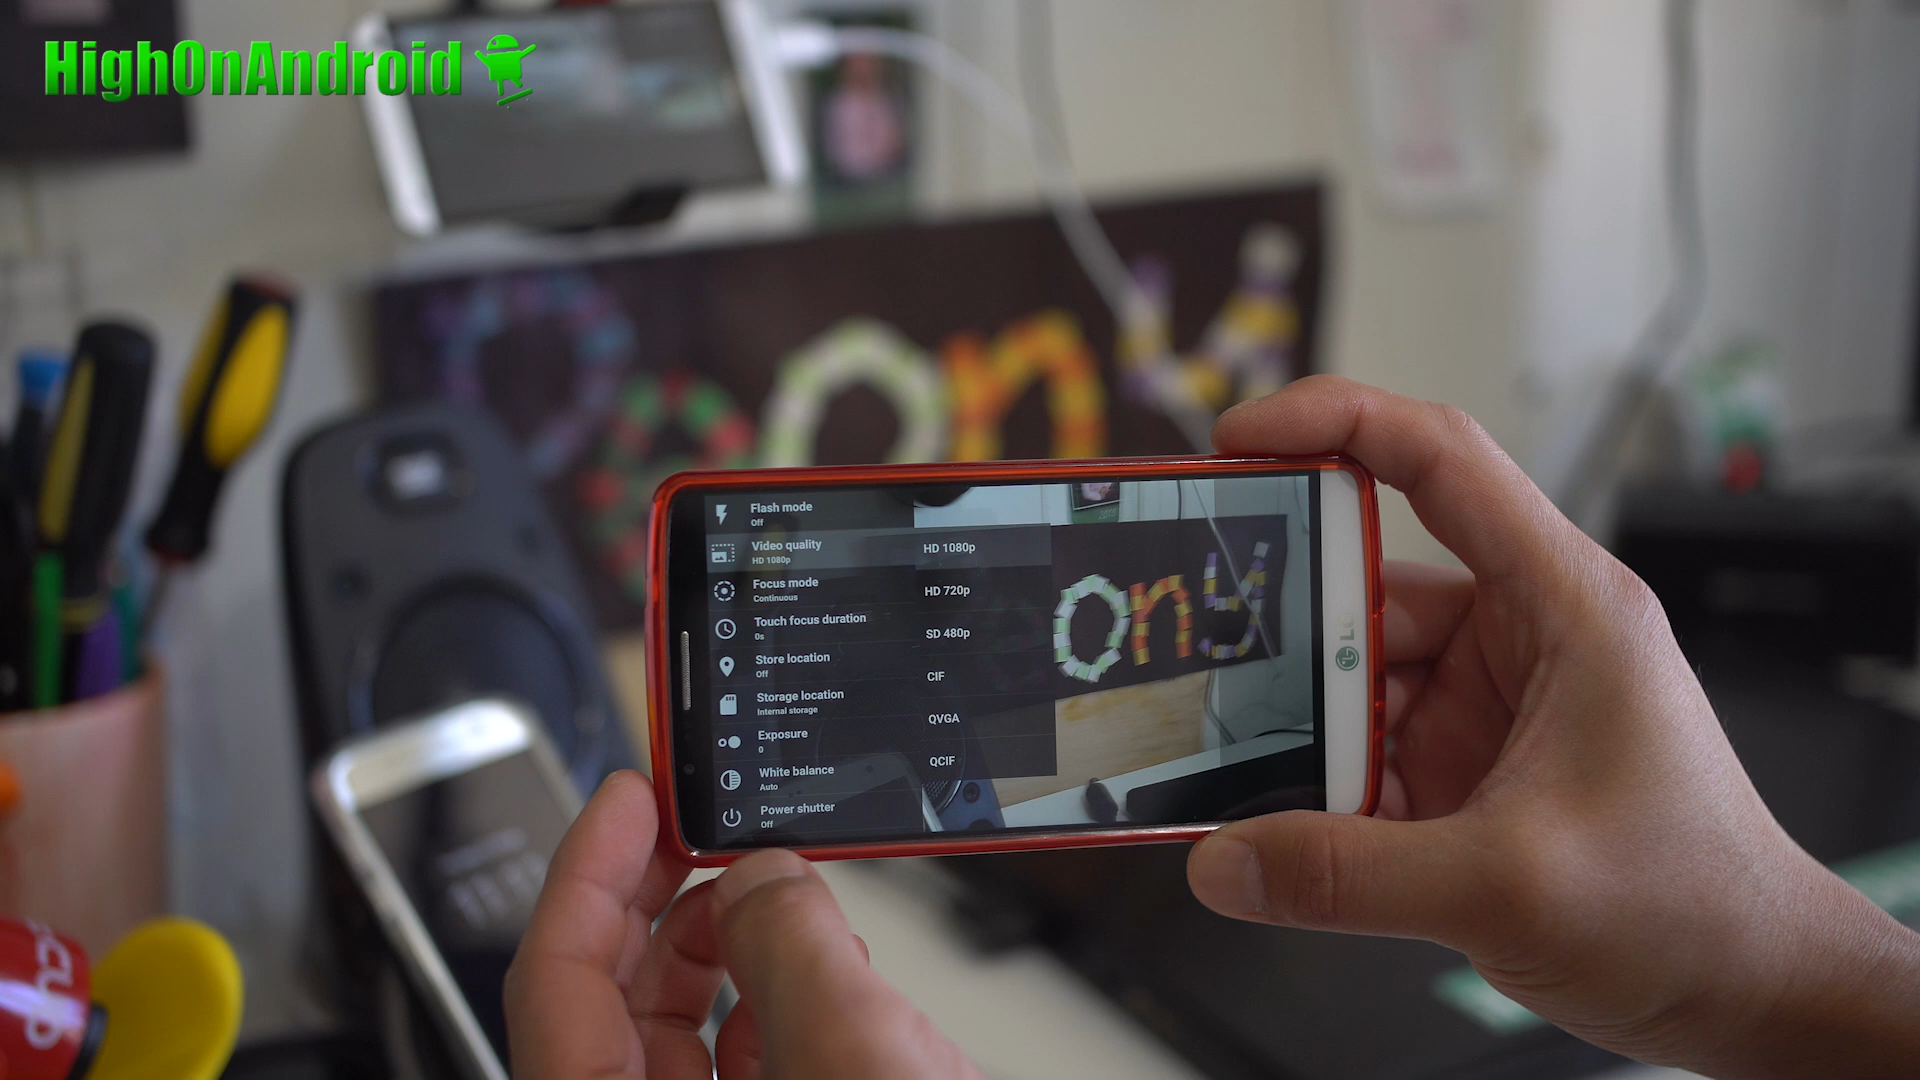 HighOnAndroid
Flash mode
Off
Video quality
HD 1080p
Focus mode
Continuous
Touch focus duration
0s
Store location
Off
Storage location
Internal storage
Exposure
0
White balance
Auto
Power shutter
Off
HD 1080p
HD 720p
SD 480p
CIF
QVGA
QCIF
ony
LG
oony